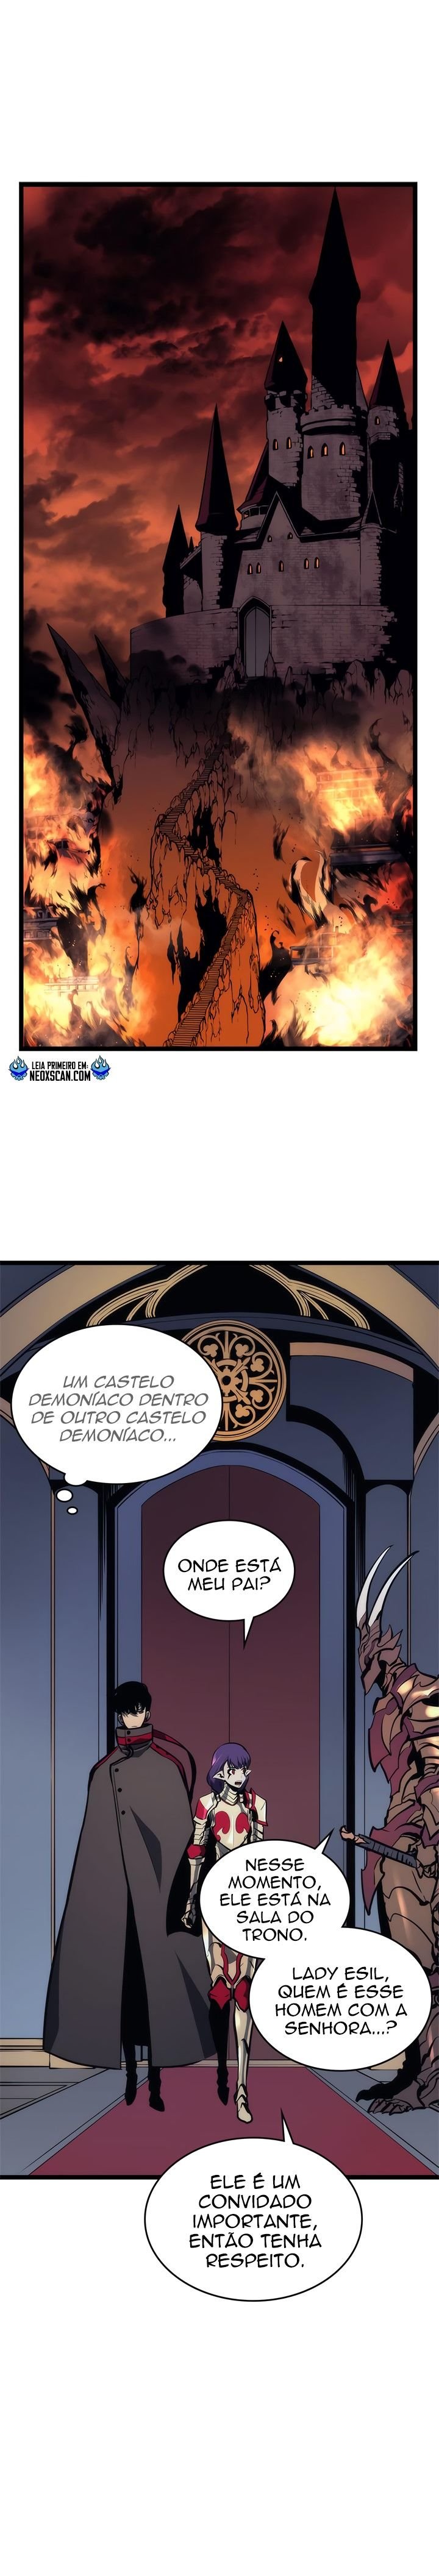 LEIA PRIMEIRO EM:
NEOXSCAN.COM
UM CASTELO
DEMONÍACO DENTRO
DE OUTRO CASTELO
DEMONÍACO...
ONDE ESTÁ
MEU PAI?
NESSE
MOMENTO,
ELE ESTÁ NA
SALA DO
TRONO.
LADY ESIL,
QUEM É ESSE
HOMEM COM A
SENHORA...?
ELE É UM
CONVIDADO
IMPORTANTE,
ENTÃO TENHA
RESPEITO.